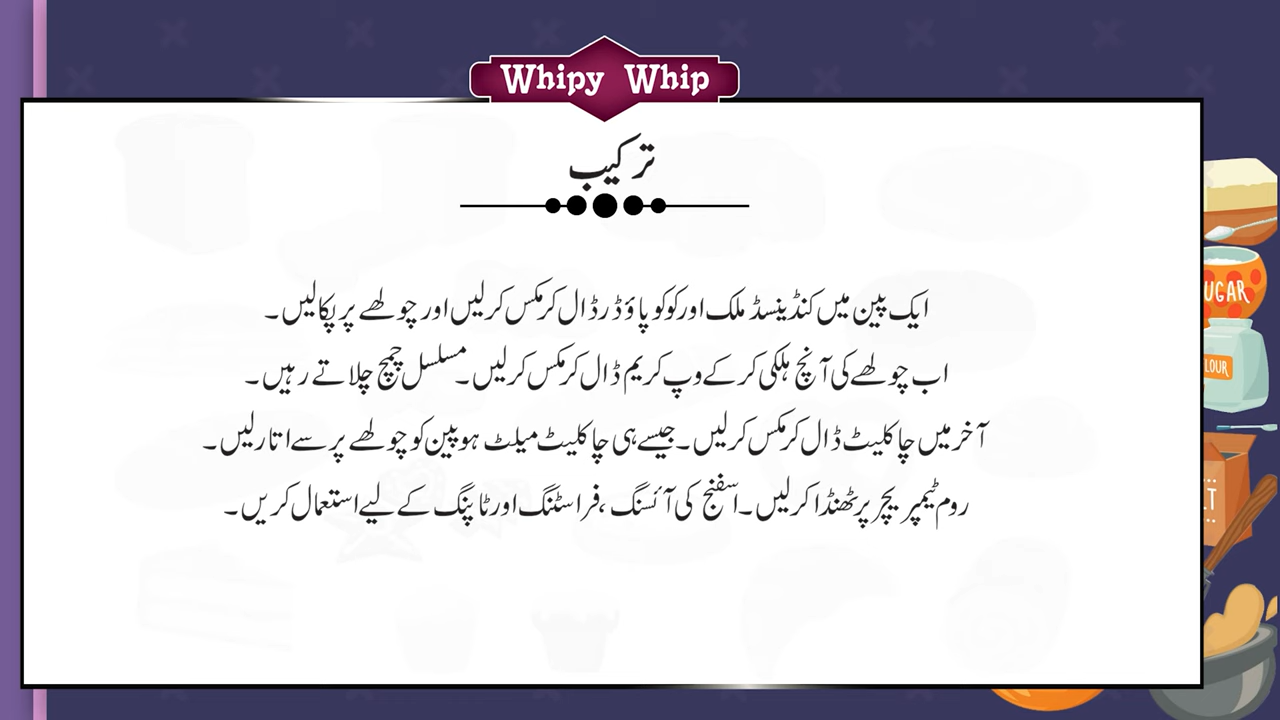 Whipy Whip
ترکیب
ایک پین میں کنڈینسڈ ملک اور کوکو پاؤڈر ڈال کر مکس کر لیں اور چولھے پر پکا لیں۔
اب چولھے کی آنچ ہلکی کر کے وپ کریم ڈال کر مکس کر لیں۔ مسلسل چمچ چلاتے رہیں۔
آخر میں چاکلیٹ ڈال کر مکس کر لیں۔ جیسے ہی چاکلیٹ میلٹ ہو پین کو چولھے پر سے اتار لیں۔
روم ٹیمپریچر پر ٹھنڈا کر لیں۔ اسفنج کی آئسنگ ،فراسٹنگ اور ٹاپنگ کے لیے استعمال کریں۔
UGAR
LOUR
LT